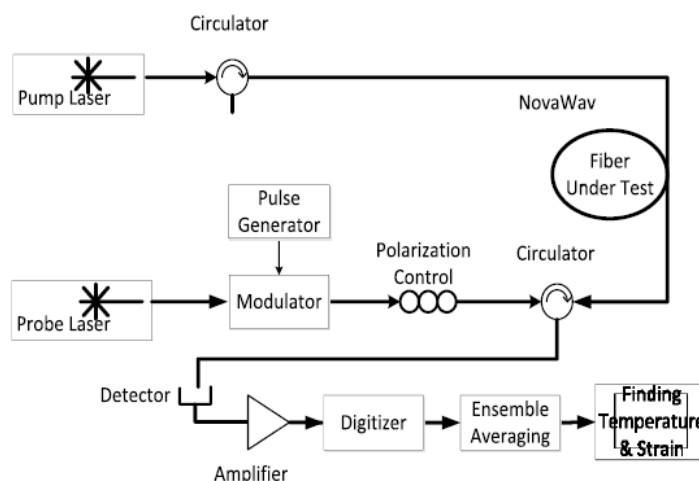 Circulator
Pump Laser
NovaWav
Fiber
Under Test
Pulse
Generator
Polarization
Control
Circulator
Modulator
Probe Laser
Detector
Amplifier
Digitizer
Ensemble
Averaging
Finding
Temperature
& Strain